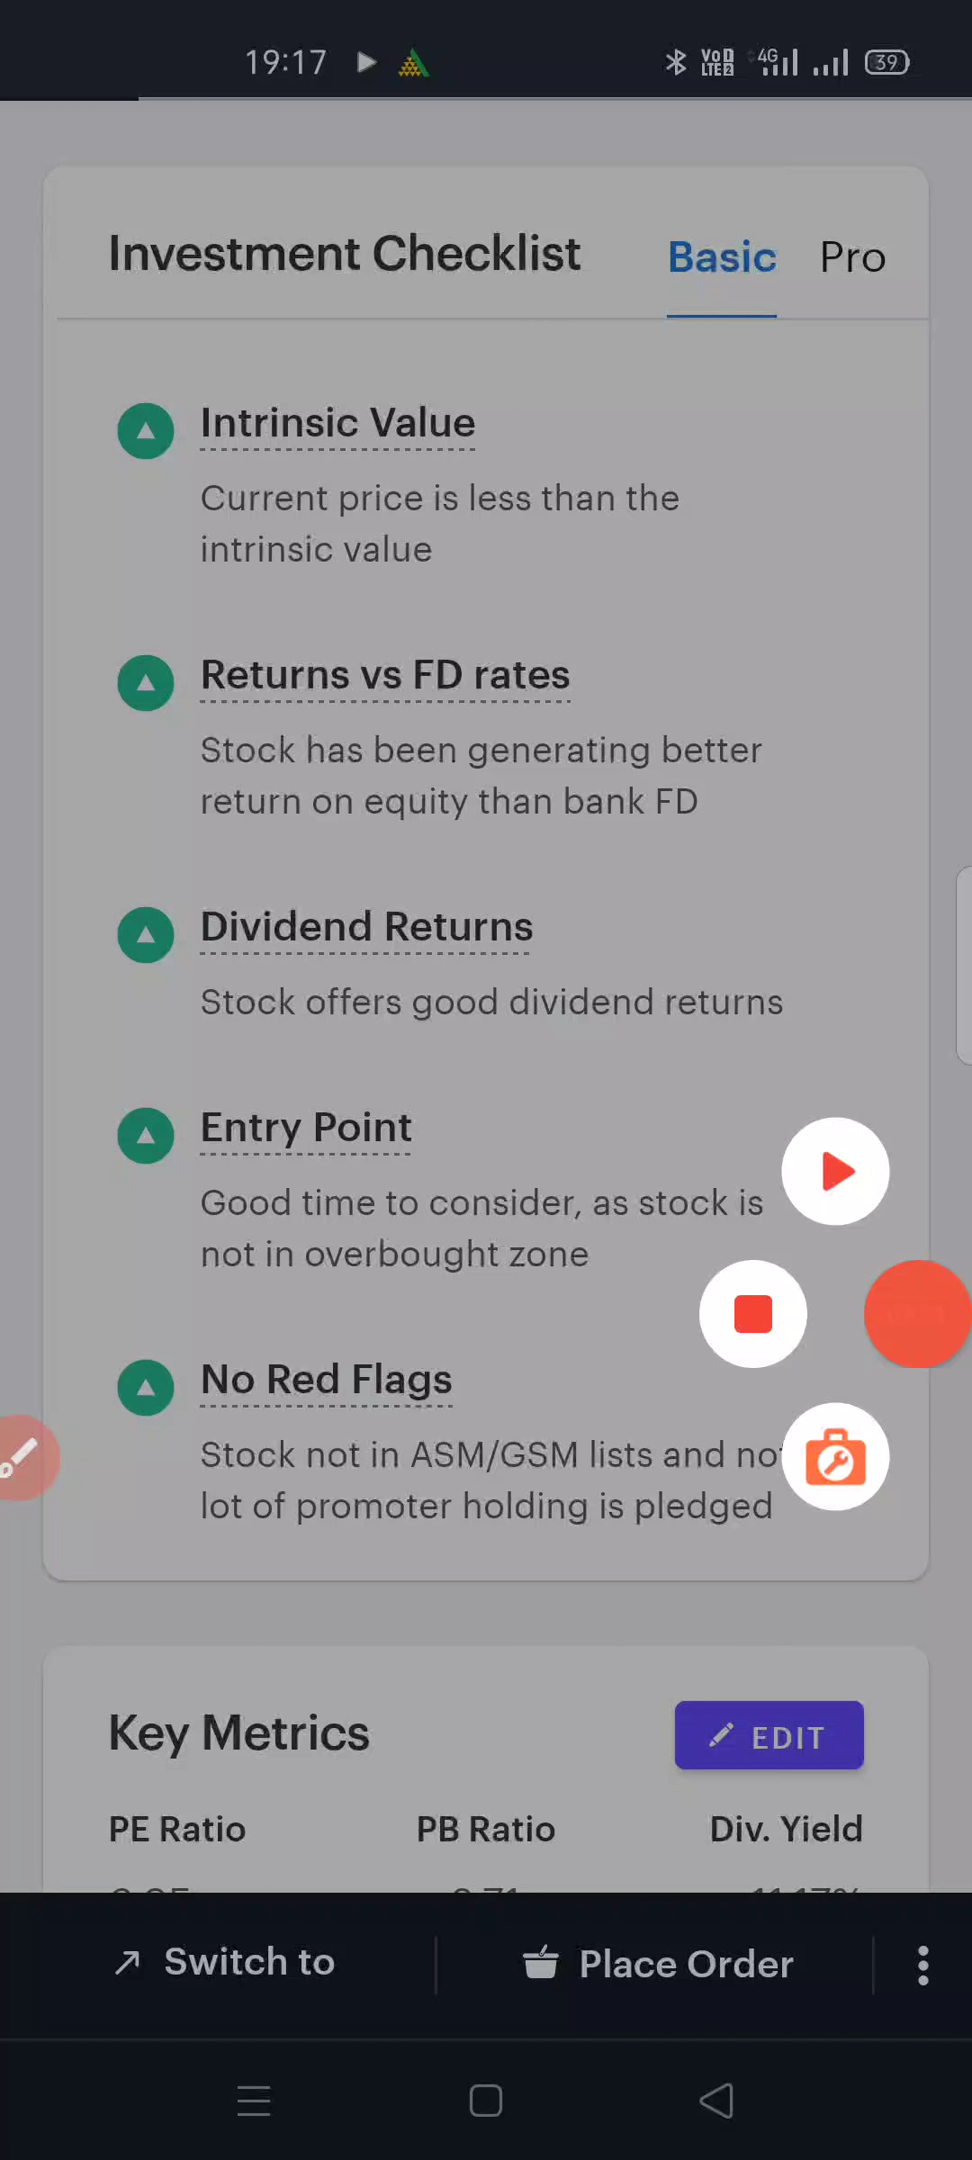 19:17
VoLTE 1 2
4G
39
Investment Checklist
Basic
Pro
Intrinsic Value
Current price is less than the
intrinsic value
Returns vs FD rates
Stock has been generating better
return on equity than bank FD
Dividend Returns
Stock offers good dividend returns
Entry Point
Good time to consider, as stock is
not in overbought zone
No Red Flags
Stock not in ASM/GSM lists and
lot of promoter holding is pledged
Key Metrics
EDIT
PE Ratio
PB Ratio
Div. Yield
Switch to
Place Order